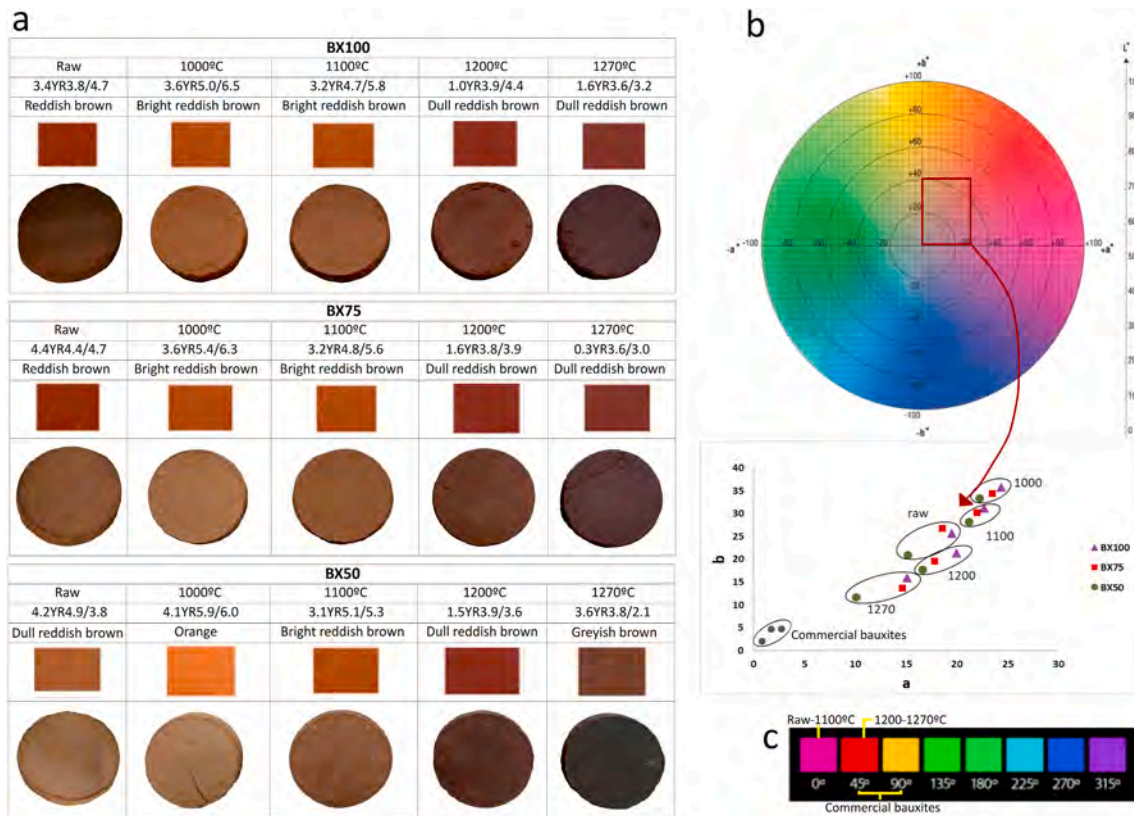 a
BX100
Raw 1000ºC 1100ºC 1200ºC 1270ºC
3.4YR3.8/4.7 3.6YR5.0/6.5 3.2YR4.7/5.8 1.0YR3.9/4.4 1.6YR3.6/3.2
Reddish brown Bright reddish brown Bright reddish brown Dull reddish brown Dull reddish brown
BX75
Raw 1000ºC 1100ºC 1200ºC 1270ºC
4.4YR4.4/4.7 3.6YR5.4/6.3 3.2YR4.8/5.6 1.6YR3.8/3.9 0.3YR3.6/3.0
Reddish brown Bright reddish brown Bright reddish brown Dull reddish brown Dull reddish brown
BX50
Raw 1000ºC 1100ºC 1200ºC 1270ºC
4.2YR4.9/3.8 4.1YR5.9/6.0 3.1YR5.1/5.3 1.5YR3.9/3.6 3.6YR3.8/2.1
Dull reddish brown Orange Bright reddish brown Dull reddish brown Greyish brown
b
L*
+100
+80
+60
+40
+20
-100
+100
-100
40
35
30
25
20
15
10
5
0
b
1000
1100
raw
1200
1270
Commercial bauxites
0 5 10 15 20 25 30
a
BX100
BX75
BX50
c
Raw-1100ºC 1200-1270ºC
0º 45º 90º 135º 180º 225º 270º 315º
Commercial bauxites